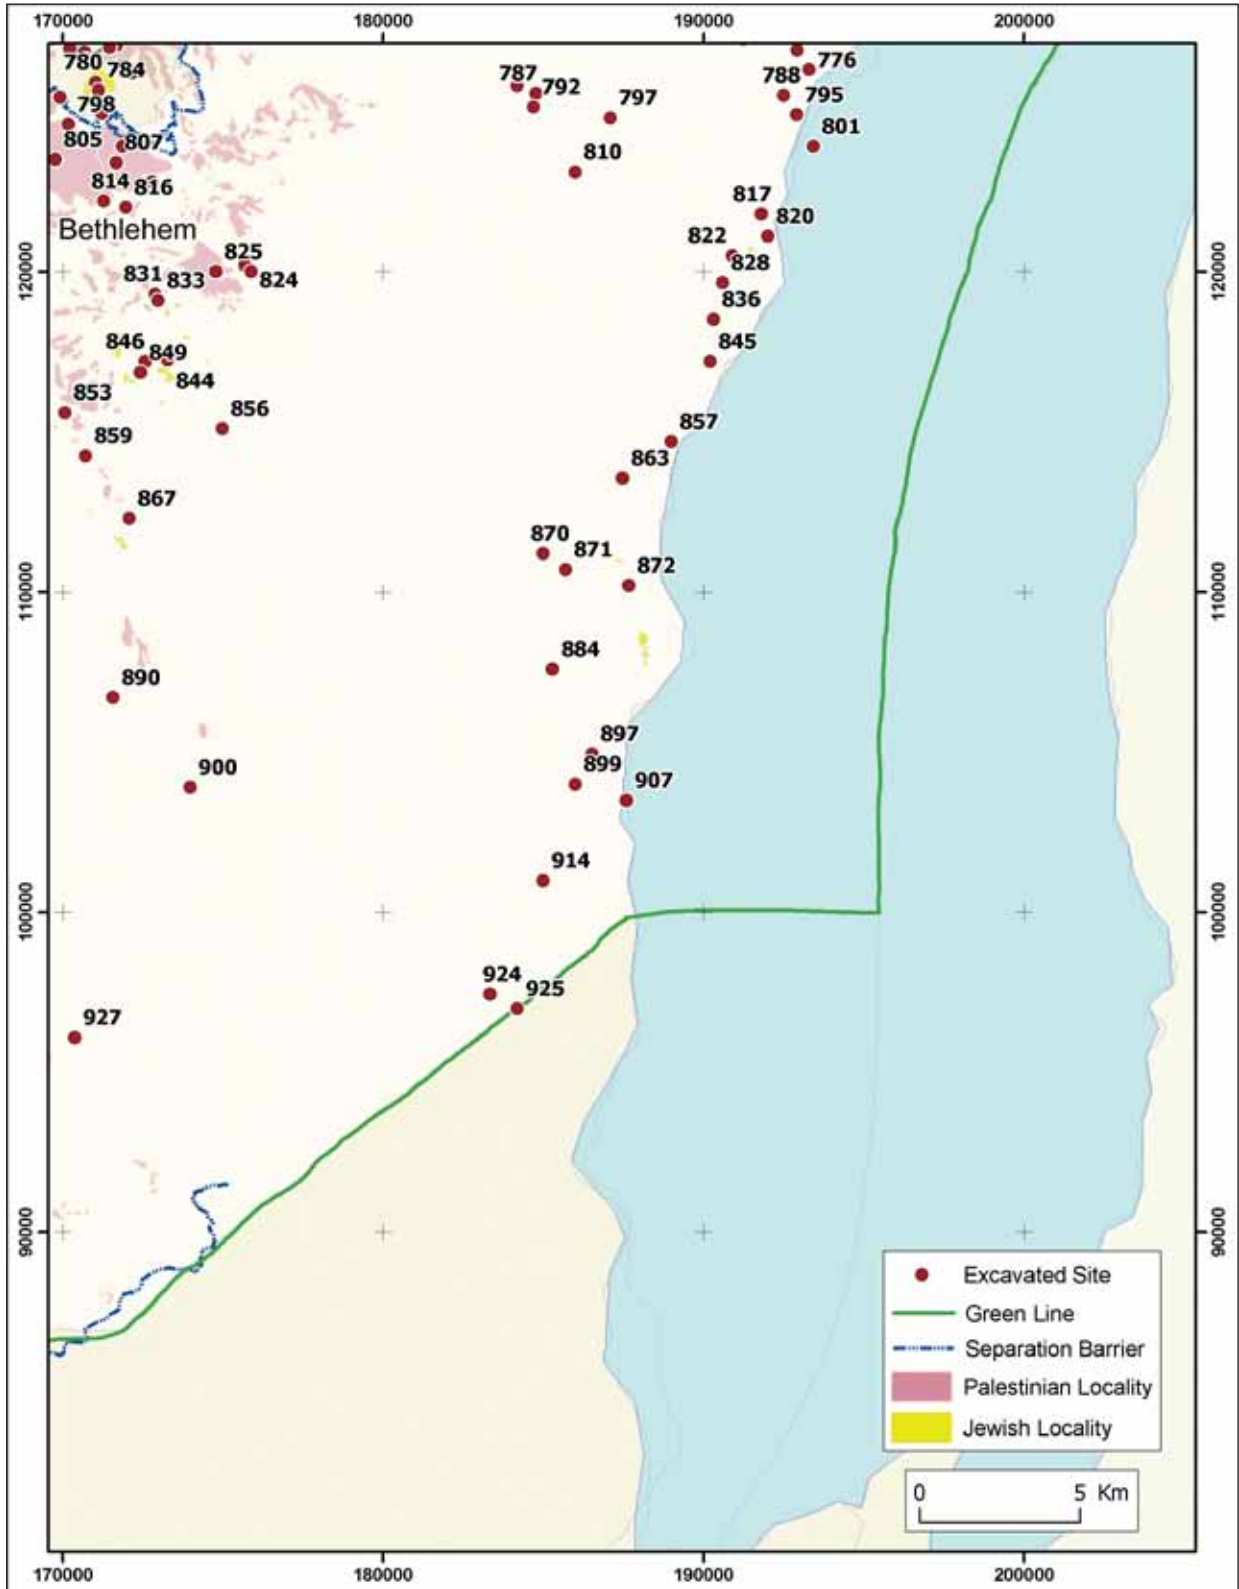 170000 180000 190000 200000
780 784 787 792 788 776
798 797 795
805 807 810 801
814 816 817 820
Bethlehem
825 822
831 833 824 828
120000 120000
836
846 849 845
844
853 856 857
859 863
867
870 871 872
110000 110000
884
890
897
900 899 907
914
100000 100000
924 925
927
90000 90000
Excavated Site
Green Line
Separation Barrier
Palestinian Locality
Jewish Locality
0 5 Km
170000 180000 190000 200000